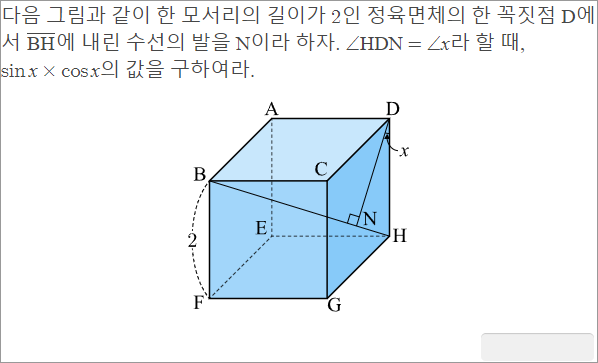 다음 그림과 같이 한 모서리의 길이가 2인 정육면체의 한 꼭짓점 D에
서 BH에 내린 수선의 발을 N이라 하자. ∠HDN = ∠x라 할 때,
sin x × cos x의 값을 구하여라.
A
D
x
B
C
N
E
H
2
F
G